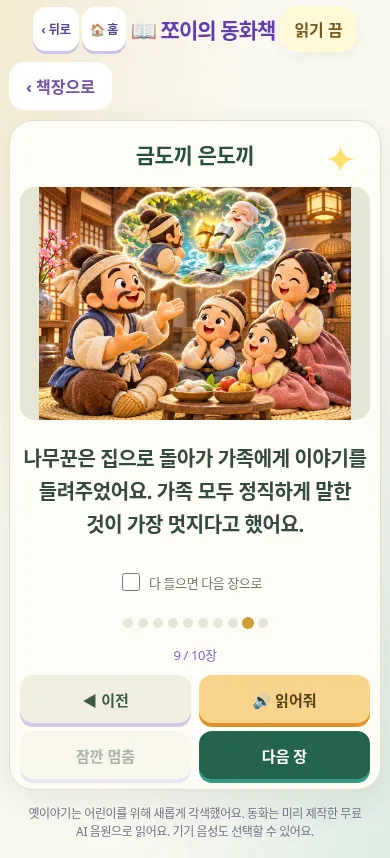 ‹ 뒤로
‹ 🏠 홈
📖 쪼이의 동화책
읽기 끔
‹ 책장으로
금도끼 은도끼
나무꾼은 집으로 돌아가 가족에게 이야기를
들려주었어요. 가족 모두 정직하게 말한
것이 가장 멋지다고 했어요.
다 들으면 다음 장으로
9 / 10장
◀ 이전
🔊 읽어줘
잠깐 멈춤
다음 장
옛이야기는 어린이를 위해 새롭게 각색했어요. 동화는 미리 제작한 무료
AI 음원으로 읽어요. 기기 음성도 선택할 수 있어요.